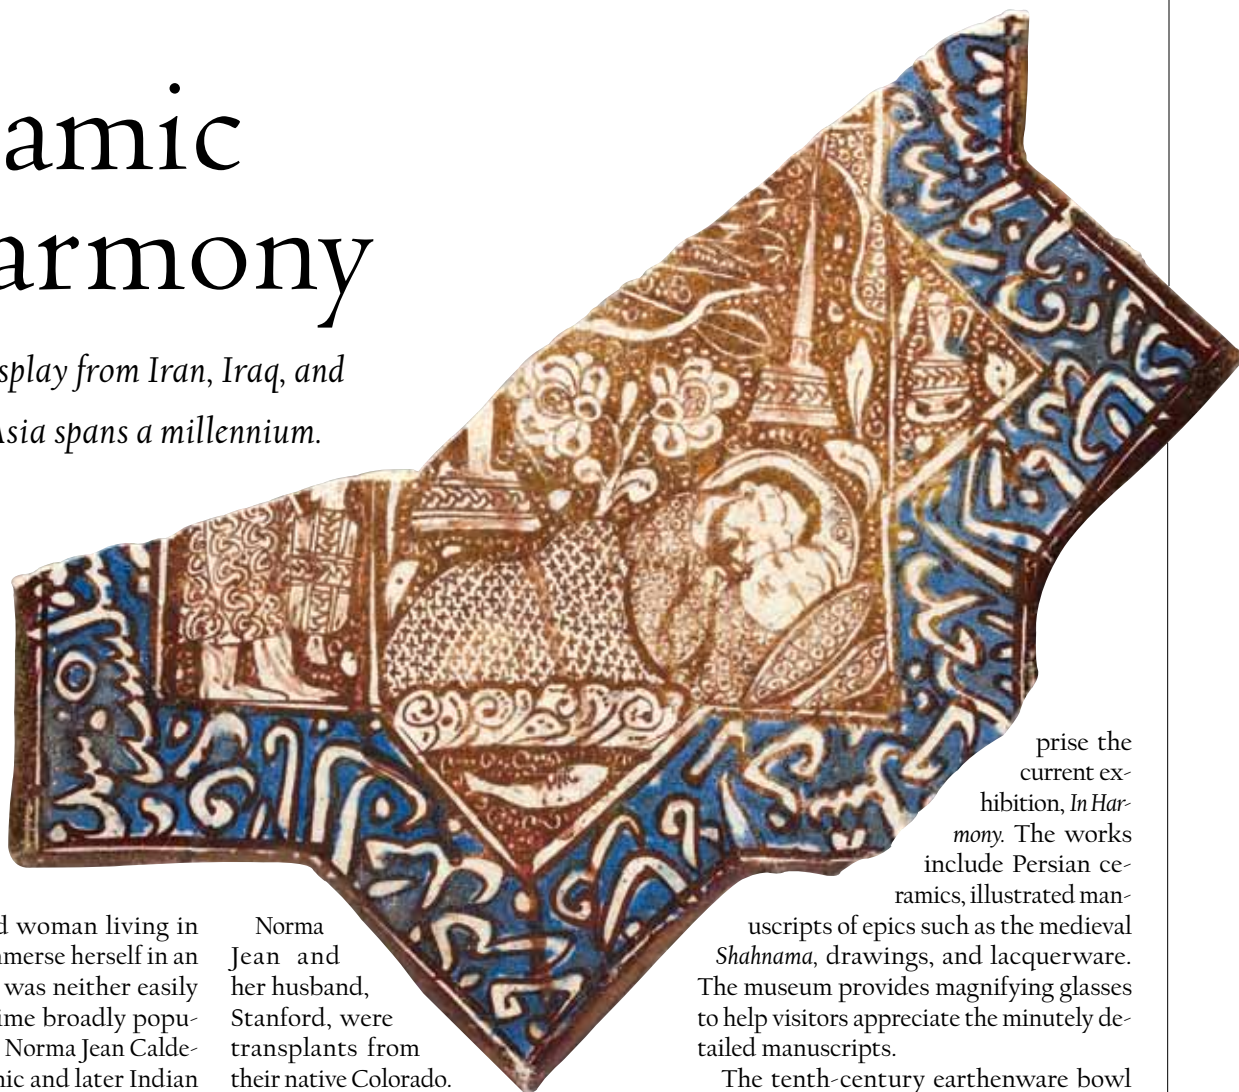 amic
armony
splay from Iran, Iraq, and
Asia spans a millennium.
d woman living in
merse herself in an
was neither easily
ime broadly popu-
Norma Jean Calde-
ic and later Indian
Norma
Jean and
her husband,
Stanford, were
transplants from
their native Colorado.
prise the
current ex-
hibition, In Har-
mony. The works
include Persian ce-
ramics, illustrated man-
uscripts of epics such as the medieval
Shahnama, drawings, and lacquerware.
The museum provides magnifying glasses
to help visitors appreciate the minutely de-
tailed manuscripts.
The tenth-century earthenware bowl